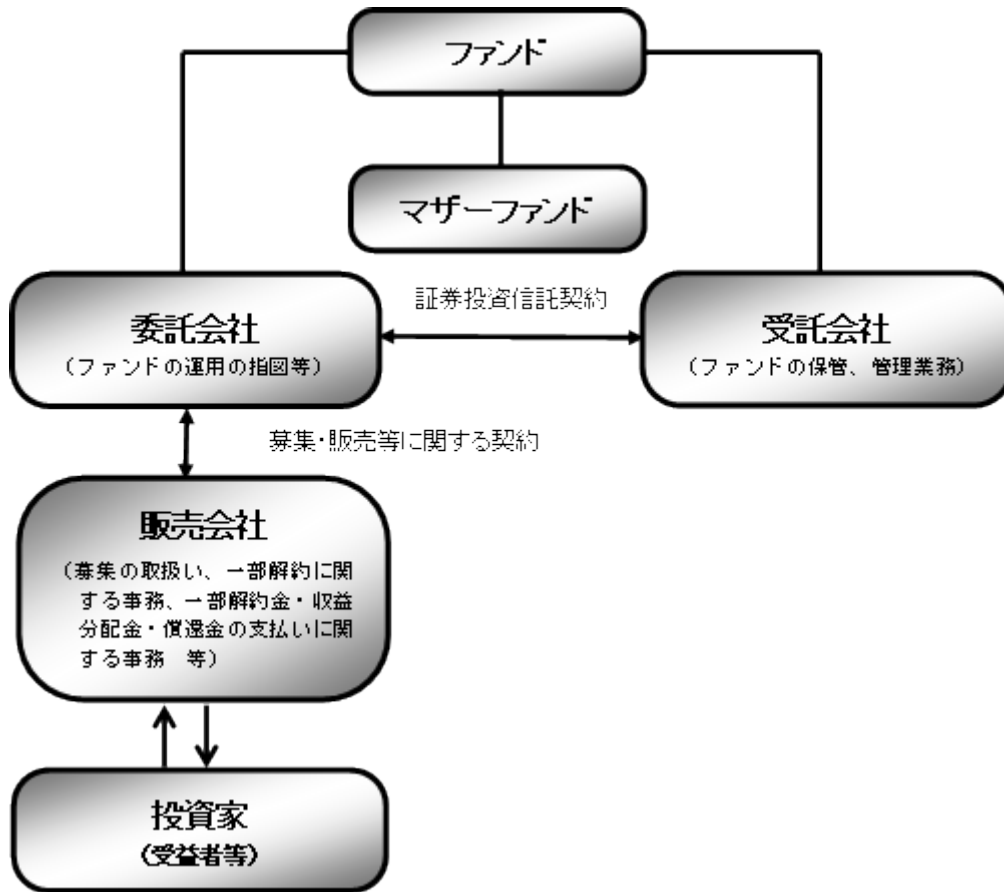 ファンド
マザーファンド
証券投資信託契約
委託会社
（ファンドの運用の指図等）
受託会社
（ファンドの保管、管理業務）
募集・販売等に関する契約
販売会社
（募集の取扱い、一部解約に関
する事務、一部解約金・収益
分配金・償還金の支払いに関
する事務　等）
投資家
（受益者等）